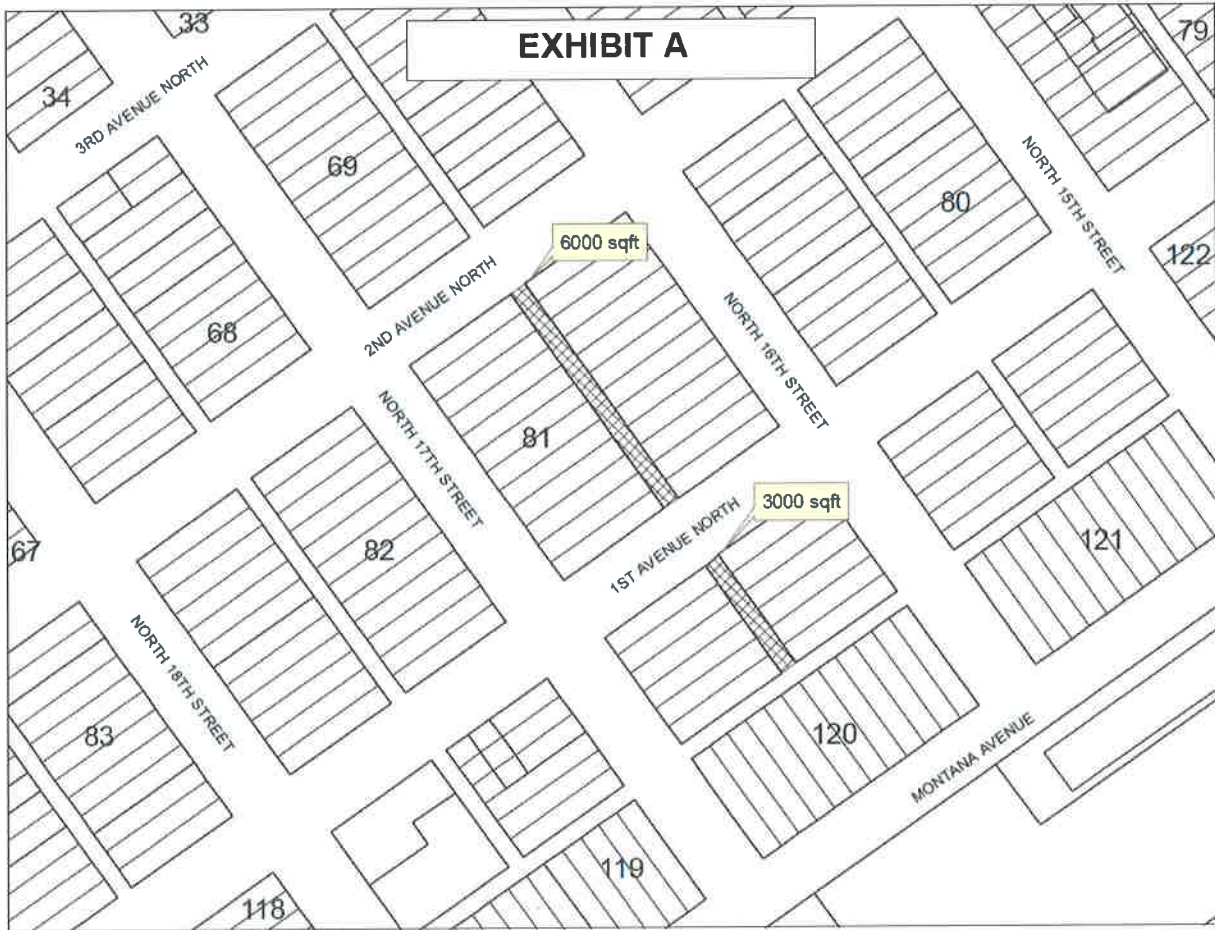 EXHIBIT A
33
79
34
3RD AVENUE NORTH
69
NORTH 15TH STREET
80
6000 sqft
122
2ND AVENUE NORTH
68
NORTH 16TH STREET
NORTH 17TH STREET
81
3000 sqft
1ST AVENUE NORTH
67
82
121
NORTH 18TH STREET
83
120
MONTANA AVENUE
119
118